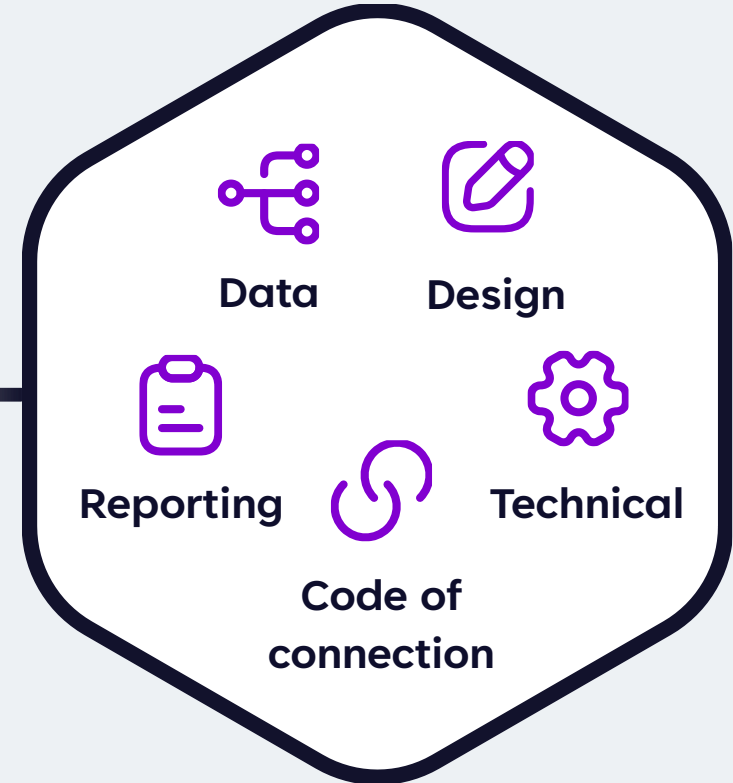 Data
Design
Reporting
Technical
Code of
connection